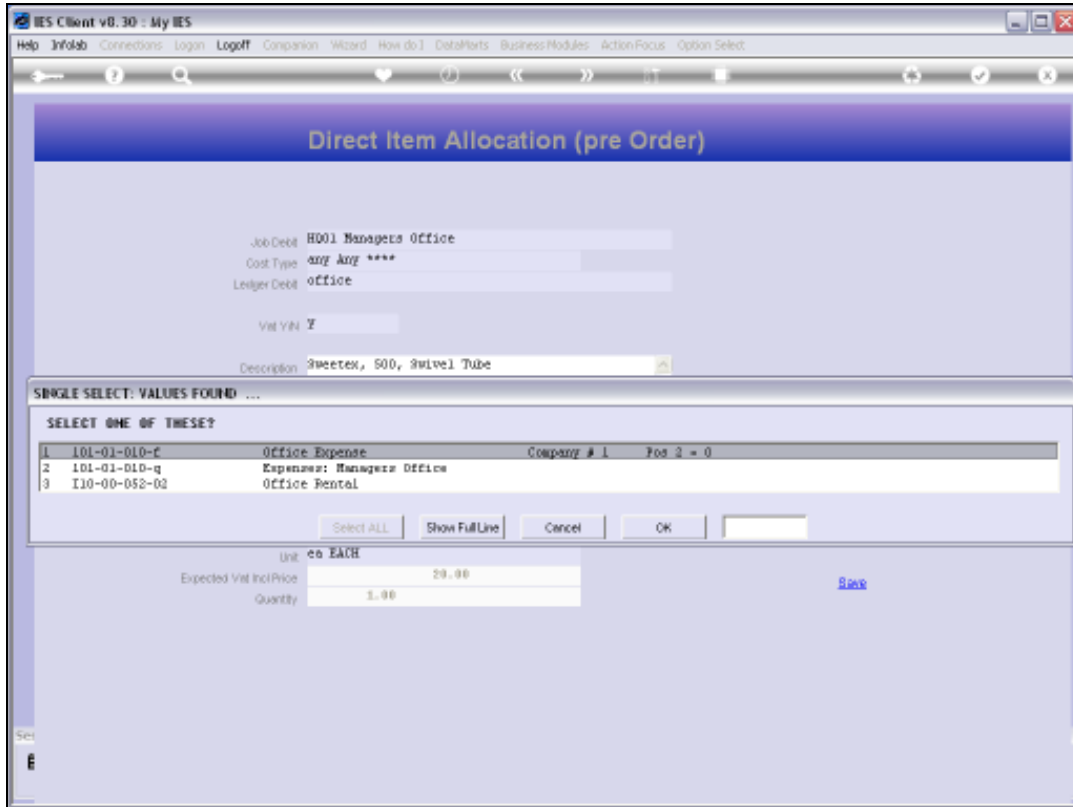 IES Client v8.30 : My IES
Help Infolab Connections Logon Logoff Companion Wizard How do I DataMarts Business Modules Action Focus Option Select
Direct Item Allocation (pre Order)
Job Debit H001 Managers Office
Cost Type any Any ****
Ledger Debit office
Vat Y/N Y
Description Sweetex, 500, Swivel Tube
SINGLE SELECT: VALUES FOUND ...
SELECT ONE OF THESE?
1 101-01-010-f Office Expense Company # 1 Pos 2 = 0
2 101-01-010-q Expenses: Managers Office
3 I10-00-052-02 Office Rental
Select ALL Show Full Line Cancel OK
Unit ea EACH
Expected Vat Incl Price 20.00
Save
Quantity 1.00